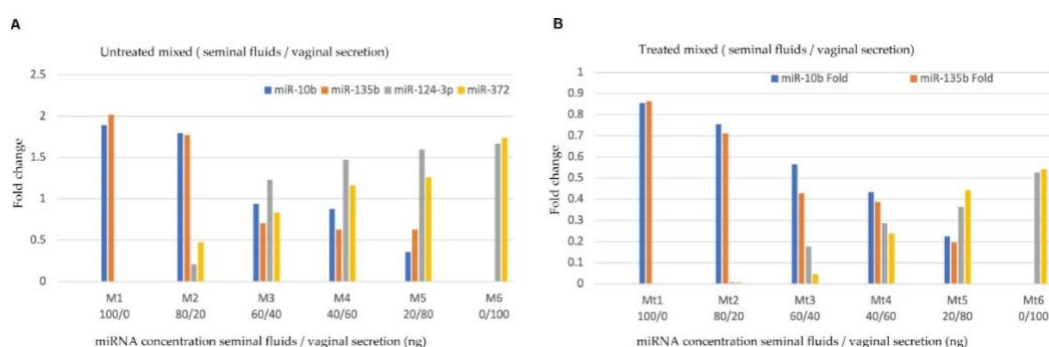 A
Untreated mixed ( seminal fluids / vaginal secretion)
2.5
miR-10b miR-135b miR-124-3p miR-372
2
1.5
1
0.5
0
Fold change
M1 M2 M3 M4 M5 M6
100/0 80/20 60/40 40/60 20/80 0/100
miRNA concentration seminal fluids / vaginal secretion (ng)
B
Treated mixed (seminal fluids / vaginal secretion)
1
miR-10b Fold miR-135b Fold
0.9
0.8
0.7
0.6
0.5
0.4
0.3
0.2
0.1
0
Fold change
Mt1 Mt2 Mt3 Mt4 Mt5 Mt6
100/0 80/20 60/40 40/60 20/80 0/100
miRNA concentration seminal fluids / vaginal secretion (ng)